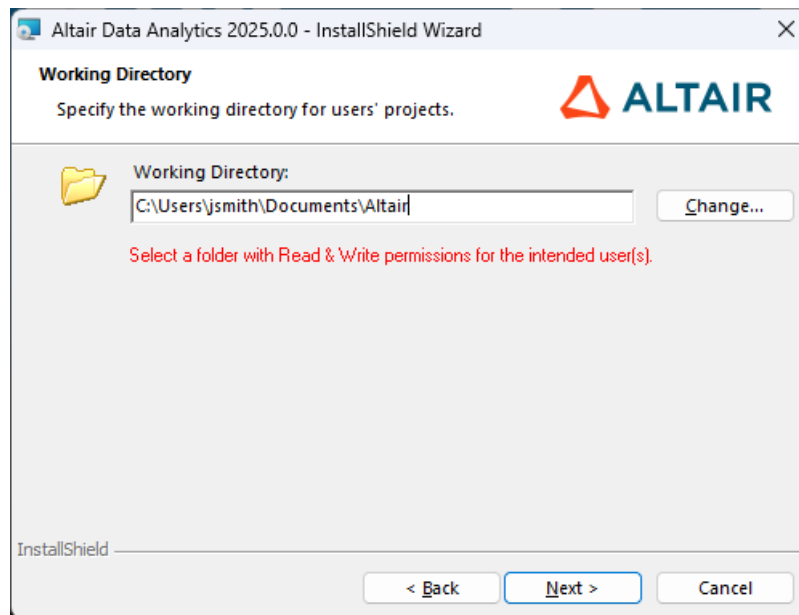 Altair Data Analytics 2025.0.0 - InstallShield Wizard
Working Directory
Specify the working directory for users' projects.
ALTAIR
Working Directory:
C:\Users\jsmith\Documents\Altair
Change...
Select a folder with Read & Write permissions for the intended user(s).
InstallShield
< Back
Next >
Cancel